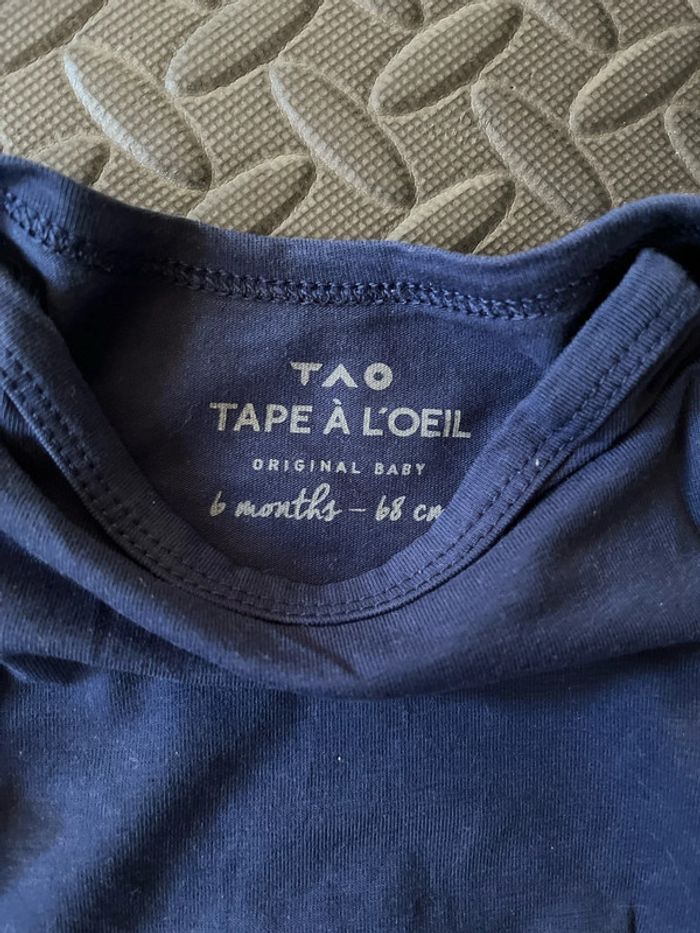 TAO
TAPE À L'OEIL
ORIGINAL BABY
6 months - 68 cm